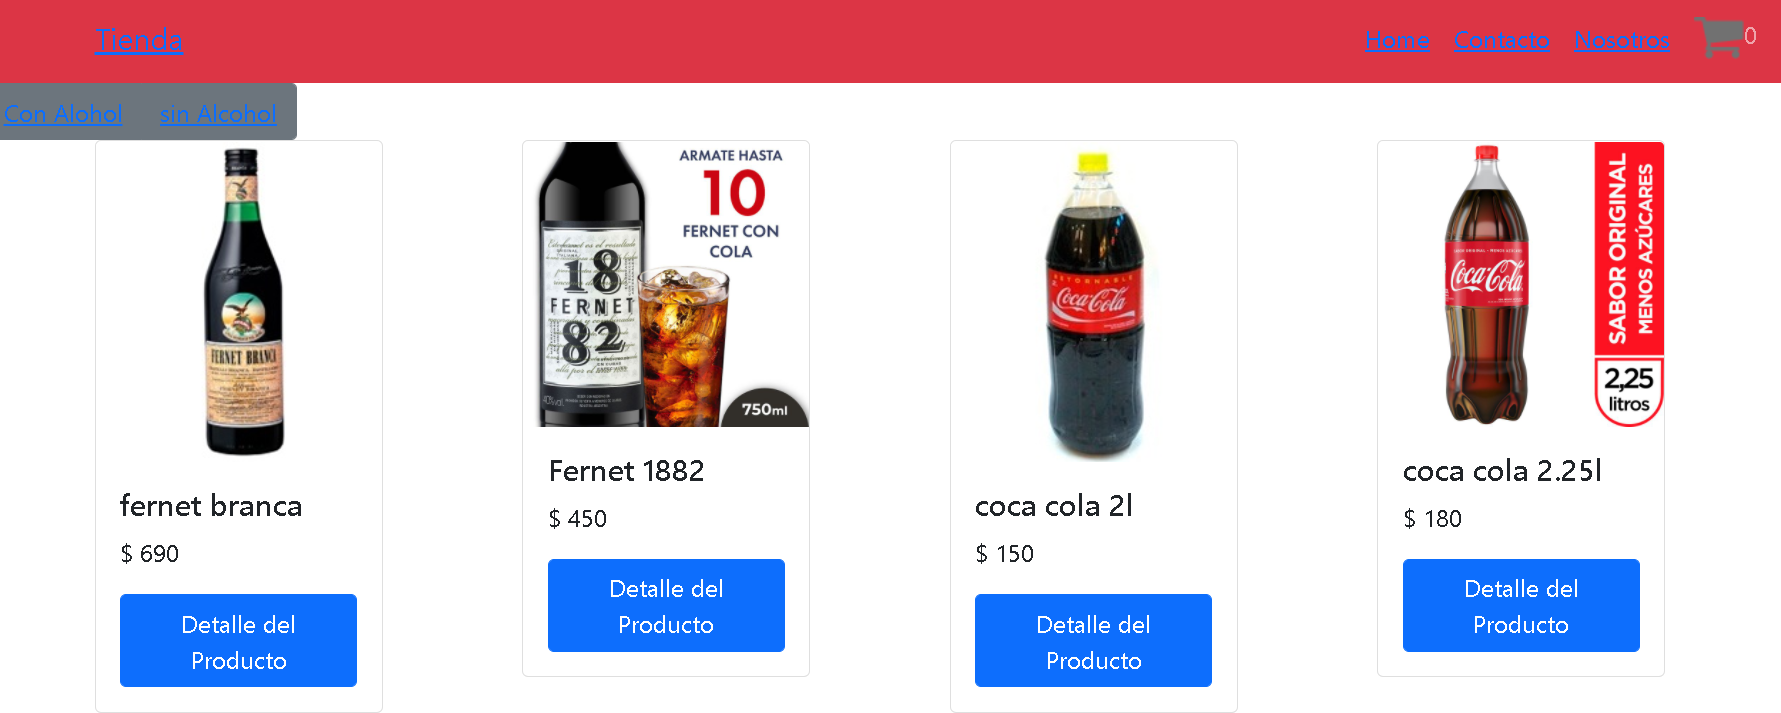 Tienda
Home Contacto Nosotros 0
Con Alohol sin Alcohol
FERNET BRANCA
fernet branca
$ 690
Detalle del
Producto
ARMATE HASTA
10
FERNET CON
COLA
18
FERNET
82
750ml
Fernet 1882
$ 450
Detalle del
Producto
RETORNABLE
Coca-Cola
coca cola 2l
$ 150
Detalle del
Producto
Coca-Cola
SABOR ORIGINAL
MENOS AZÚCARES
2,25
litros
coca cola 2.25l
$ 180
Detalle del
Producto